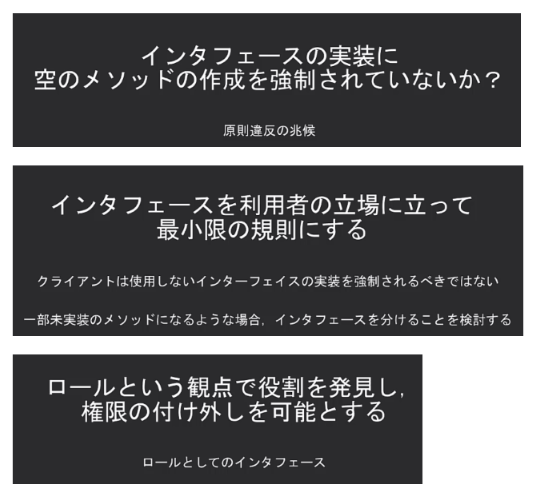 インタフェースの実装に
空のメソッドの作成を強制されていないか？
原則違反の兆候
インタフェースを利用者の立場に立って
最小限の規則にする
クライアントは使用しないインターフェイスの実装を強制されるべきではない
一部未実装のメソッドになるような場合，インタフェースを分けることを検討する
ロールという観点で役割を発見し，
権限の付け外しを可能とする
ロールとしてのインタフェース